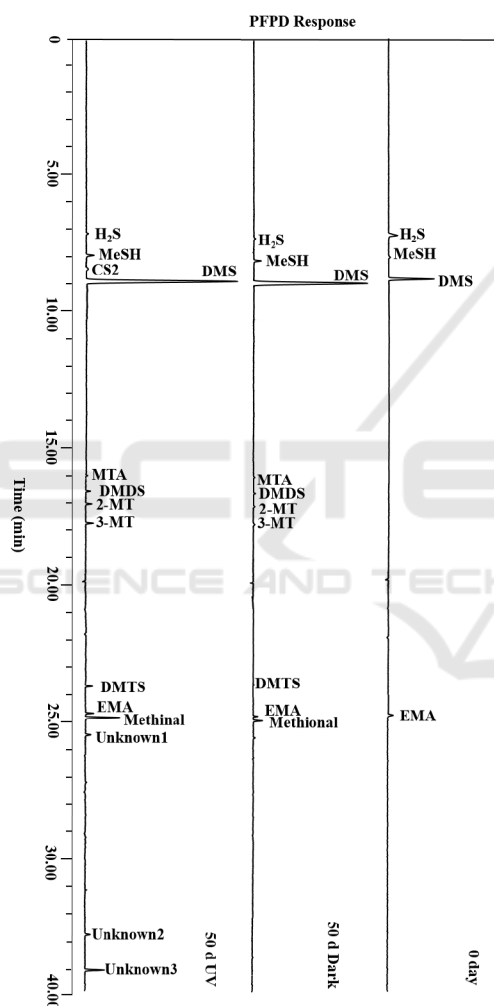 PFPD Response
0
5.00
10.00
15.00
20.00
25.00
30.00
40.00
Time (min)
H₂S
MeSH
CS2
DMS
MTA
DMDS
2-MT
3-MT
DMTS
EMA
Methinal
Unknown1
Unknown2
Unknown3
50 d UV
H₂S
MeSH
DMS
MTA
DMDS
2-MT
3-MT
DMTS
EMA
Methional
50 d Dark
H₂S
MeSH
DMS
EMA
0 day
SCIENCE AND TECH